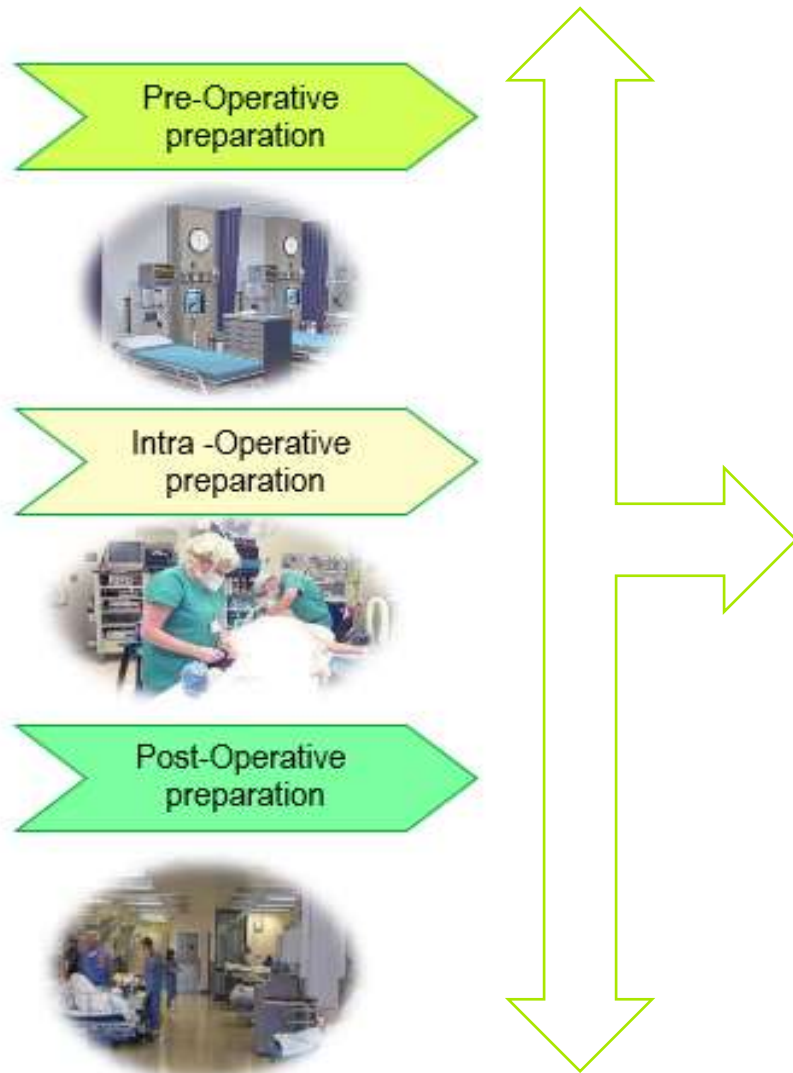 Pre-Operative
preparation
Intra -Operative
preparation
Post-Operative
preparation